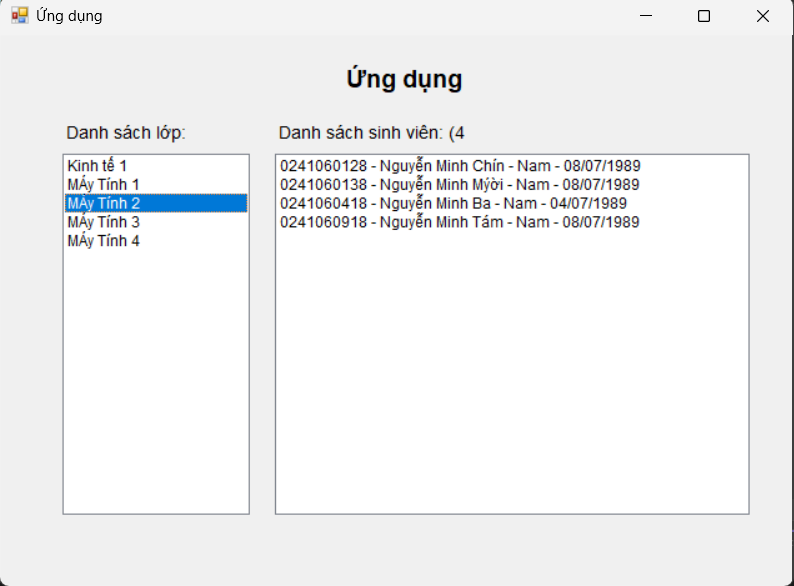 Ứng dụng
Ứng dụng
Danh sách lớp:
Danh sách sinh viên: (4
Kinh tế 1
MÁy Tính 1
MÁy Tính 2
MÁy Tính 3
MÁy Tính 4
0241060128 - Nguyễn Minh Chín - Nam - 08/07/1989
0241060138 - Nguyễn Minh Mýời - Nam - 08/07/1989
0241060418 - Nguyễn Minh Ba - Nam - 04/07/1989
0241060918 - Nguyễn Minh Tám - Nam - 08/07/1989